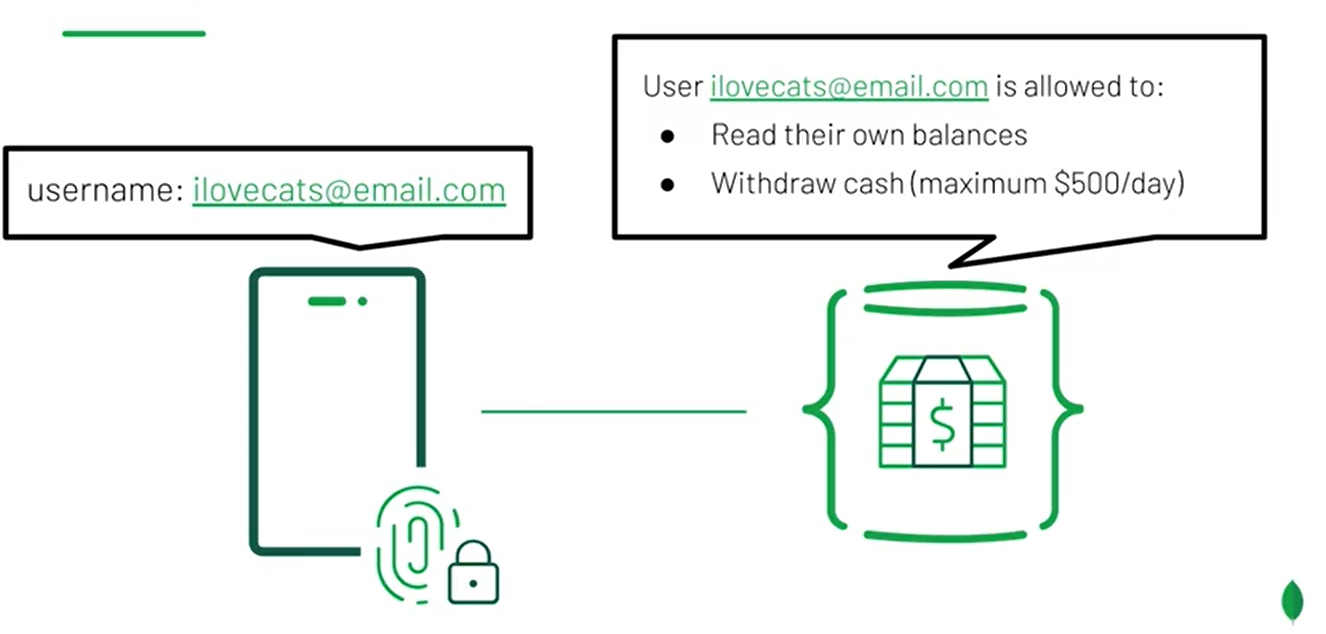 username: ilovecats@email.com
User ilovecats@email.com is allowed to:
● Read their own balances
● Withdraw cash (maximum $500/day)
$